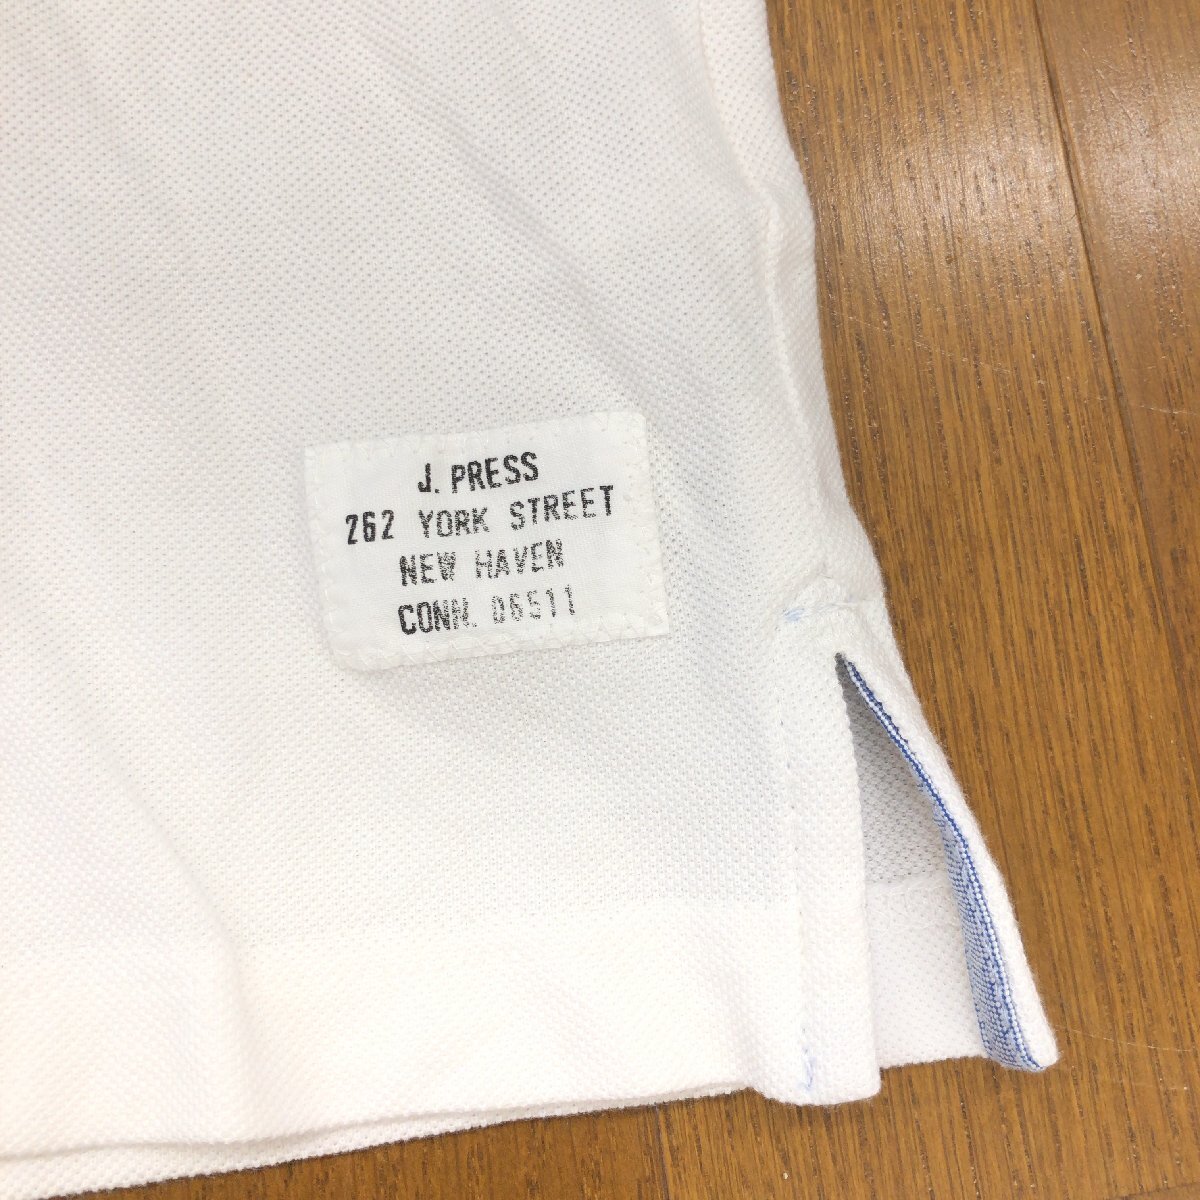 J. PRESS
262 YORK STREET
NEW HAVEN
CONN. 06511